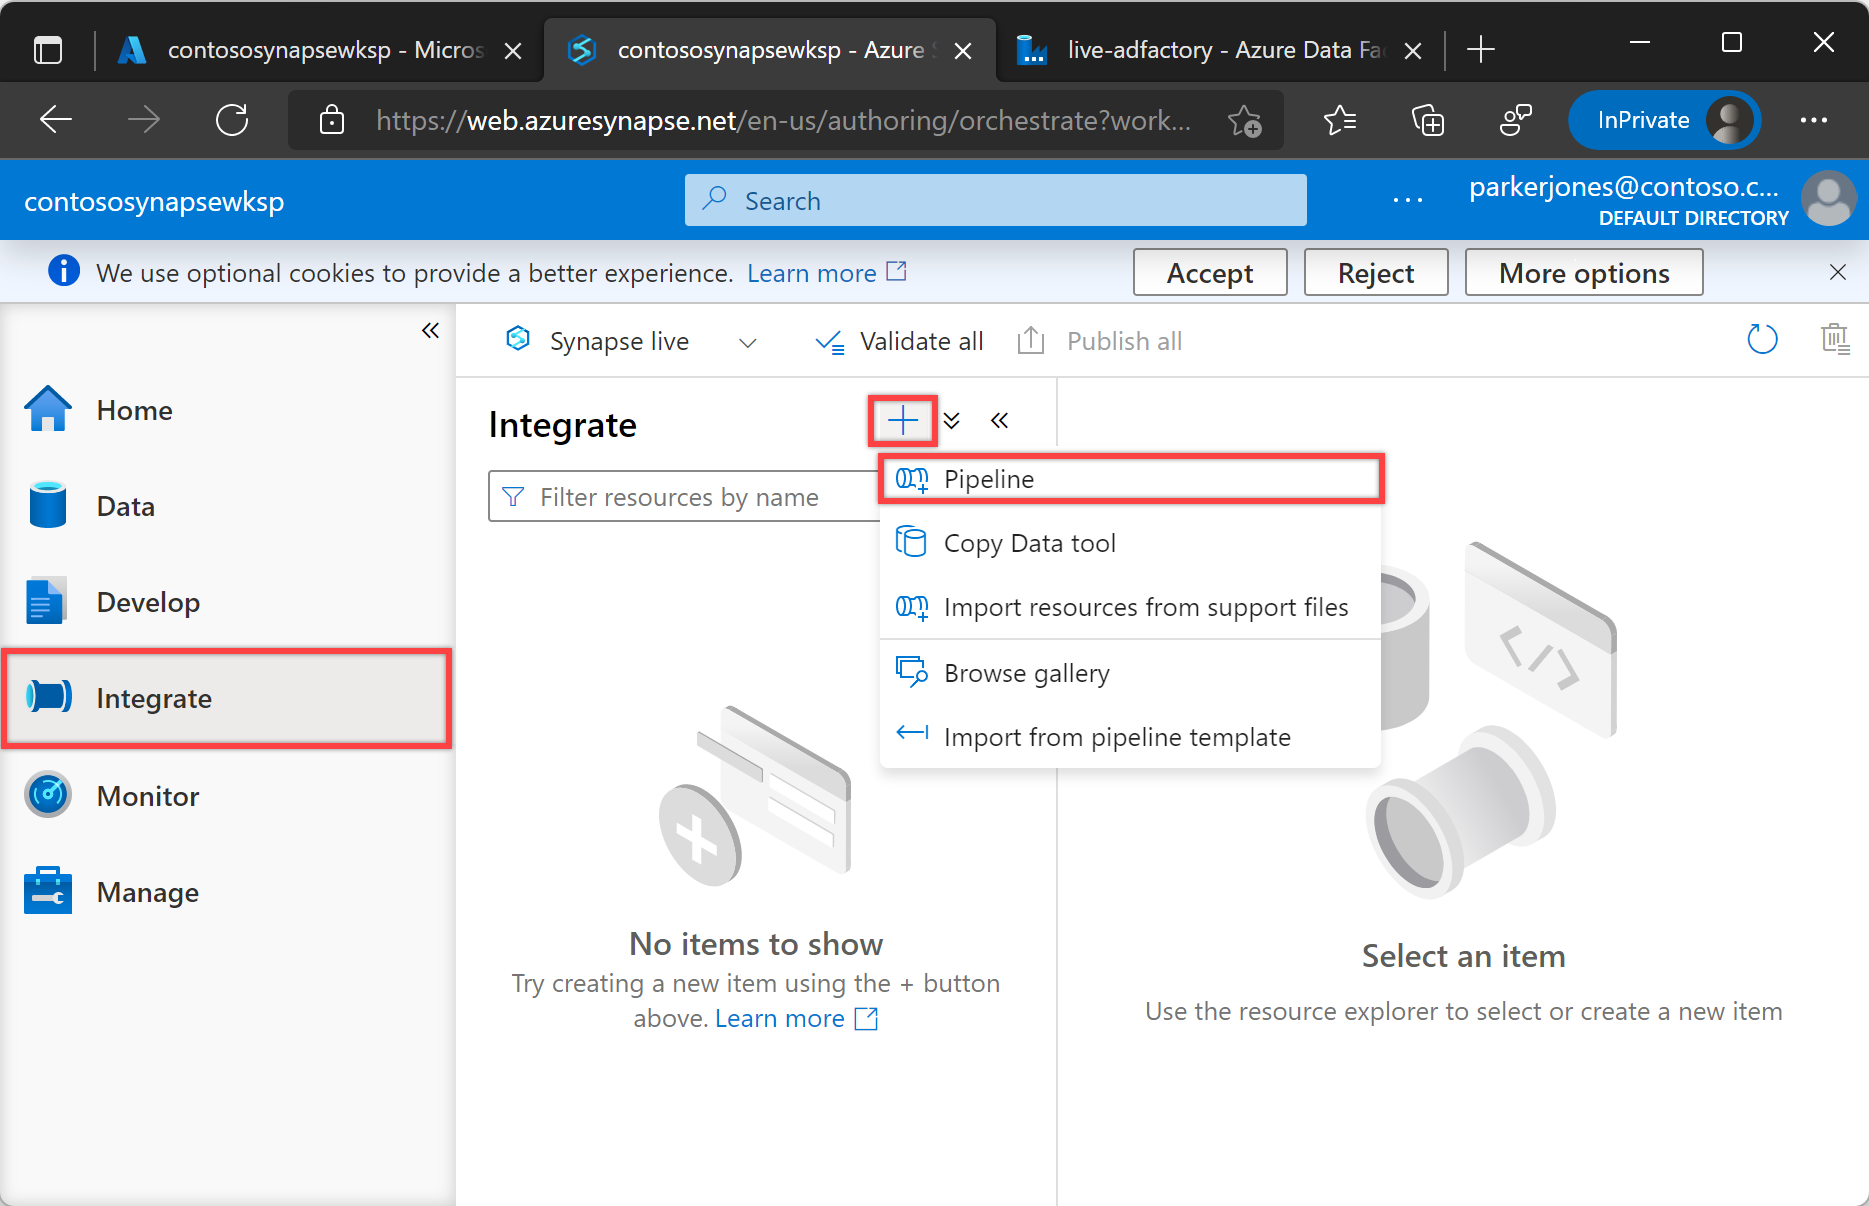 contososynapsewksp - Micros
contososynapsewksp - Azure S
live-adfactory - Azure Data Fac
https://web.azuresynapse.net/en-us/authoring/orchestrate?work...
InPrivate
contososynapsewksp
Search
parkerjones@contoso.c...
DEFAULT DIRECTORY
We use optional cookies to provide a better experience. Learn more
Accept
Reject
More options
Synapse live
Validate all
Publish all
Home
Data
Develop
Integrate
Monitor
Manage
Integrate
Filter resources by name
Pipeline
Copy Data tool
Import resources from support files
Browse gallery
Import from pipeline template
No items to show
Try creating a new item using the + button
above. Learn more
Select an item
Use the resource explorer to select or create a new item